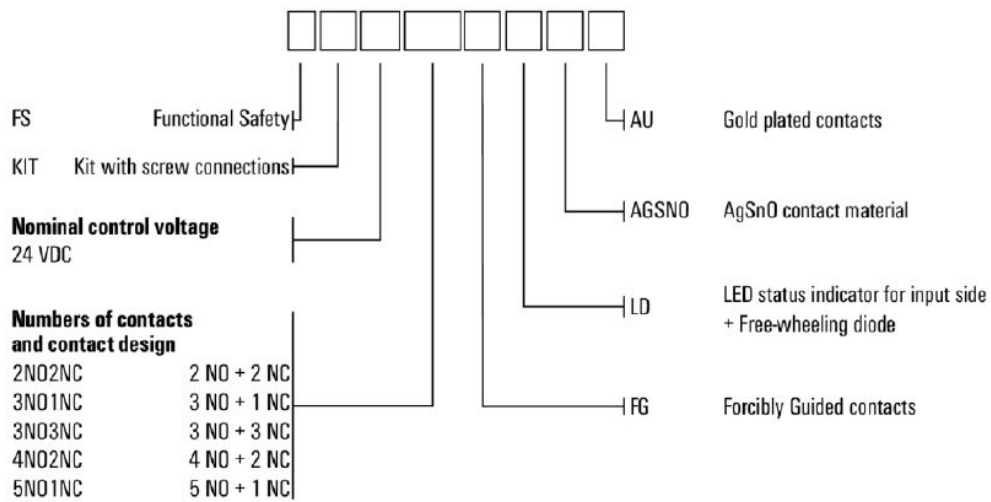 FS Functional Safety
KIT Kit with screw connections
Nominal control voltage
24 VDC
Numbers of contacts
and contact design
2NO2NC 2 NO + 2 NC
3NO1NC 3 NO + 1 NC
3NO3NC 3 NO + 3 NC
4NO2NC 4 NO + 2 NC
5NO1NC 5 NO + 1 NC
AU Gold plated contacts
AGSNO AgSnO contact material
LD LED status indicator for input side
+ Free-wheeling diode
FG Forcibly Guided contacts